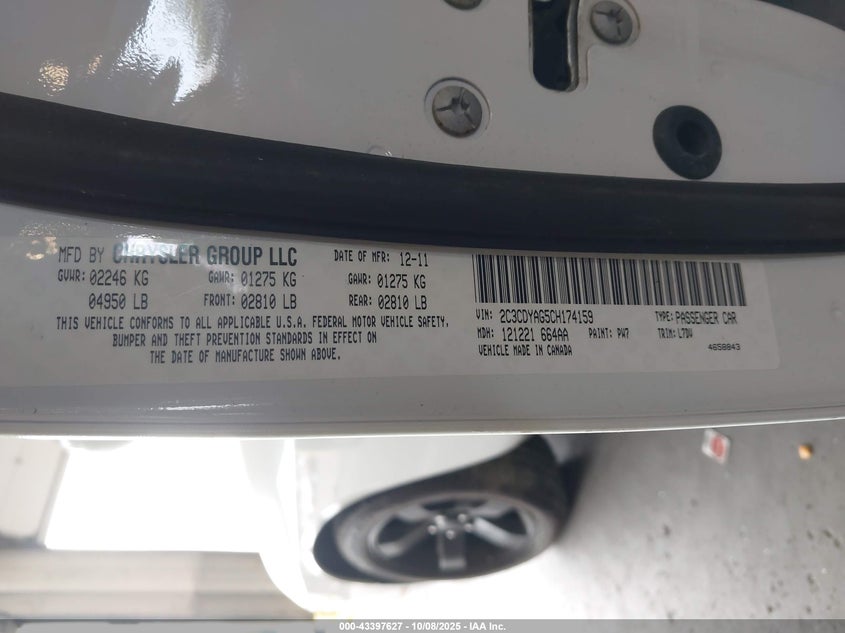 MFD BY CHRYSLER GROUP LLC DATE OF MFR: 12-11
GVWR: 02246 KG GAWR: 01275 KG GAWR: 01275 KG
04950 LB FRONT: 02810 LB REAR: 02810 LB
THIS VEHICLE CONFORMS TO ALL APPLICABLE U.S.A. FEDERAL MOTOR VEHICLE SAFETY,
BUMPER AND THEFT PREVENTION STANDARDS IN EFFECT ON
THE DATE OF MANUFACTURE SHOWN ABOVE.
VIN: 2C3CDYAG5CH174159 TYPE: PASSENGER CAR
MDH: 121221 664AA PAINT: PW7 TRIM: L7DV
VEHICLE MADE IN CANADA 4658843
000-43397627 - 10/08/2025 - IAA Inc.